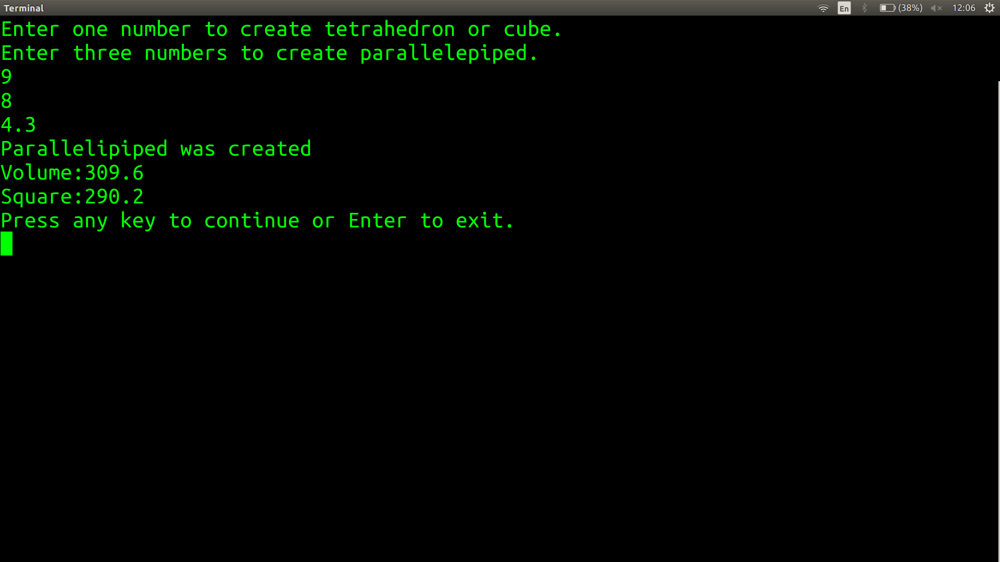 Terminal En (38%) 12:06
Enter one number to create tetrahedron or cube.
Enter three numbers to create parallelepiped.
9
8
4.3
Parallelipiped was created
Volume:309.6
Square:290.2
Press any key to continue or Enter to exit.